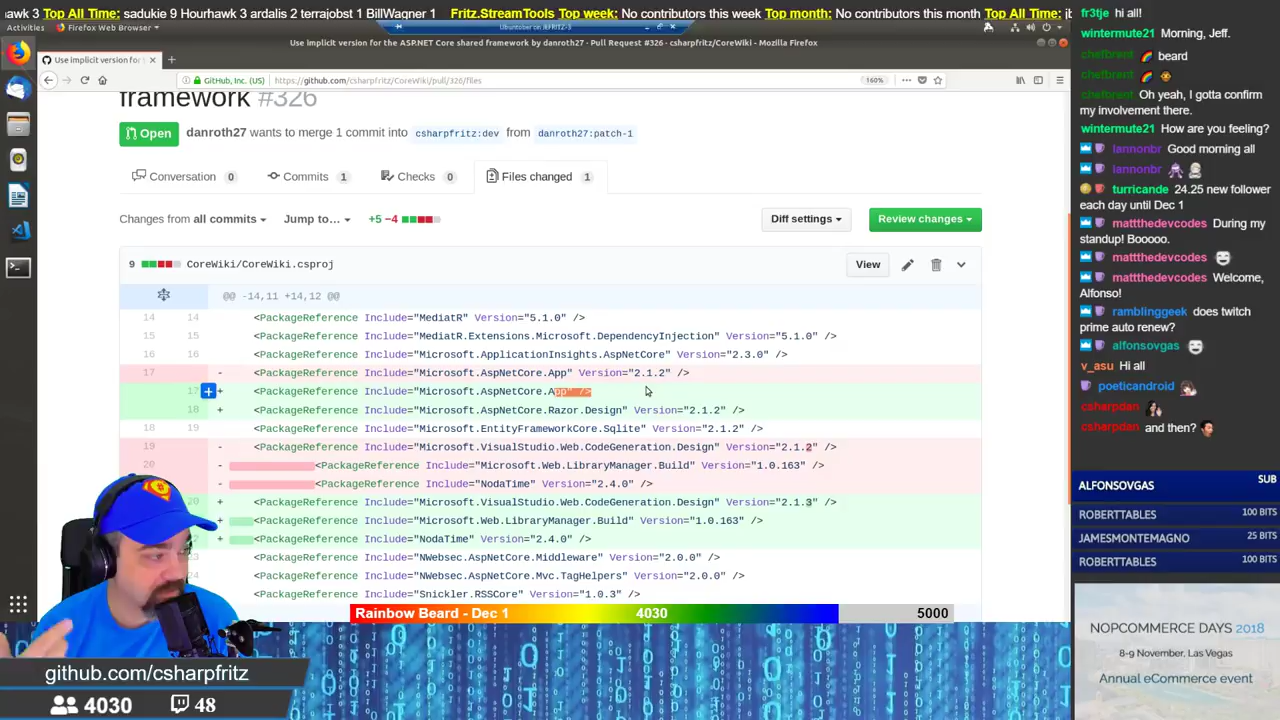 hawk 3 Top All Time: sadukie 9 Hourhawk 3 ardalis 2 terrajobst 1 BillWagner 1 Fritz.StreamTools Top week: No contributors this week Top month: No contributors this month Top All Time:
Activities Firefox Web Browser
Ubuntober on JEFRITZ-3
Use implicit version for the ASP.NET Core shared framework by danroth27 · Pull Request #326 · csharpfritz/CoreWiki - Mozilla Firefox
Use implicit version for
GitHub, Inc. (US) https://github.com/csharpfritz/CoreWiki/pull/326/files 160%
framework #326
Open danroth27 wants to merge 1 commit into csharpfritz:dev from danroth27:patch-1
Conversation 0 Commits 1 Checks 0 Files changed 1
Changes from all commits Jump to… +5 −4 Diff settings Review changes
9 CoreWiki/CoreWiki.csproj View
@@ -14,11 +14,12 @@
14 14 <PackageReference Include="MediatR" Version="5.1.0" />
15 15 <PackageReference Include="MediatR.Extensions.Microsoft.DependencyInjection" Version="5.1.0" />
16 16 <PackageReference Include="Microsoft.ApplicationInsights.AspNetCore" Version="2.3.0" />
17 - <PackageReference Include="Microsoft.AspNetCore.App" Version="2.1.2" />
17 + <PackageReference Include="Microsoft.AspNetCore.App" />
18 + <PackageReference Include="Microsoft.AspNetCore.Razor.Design" Version="2.1.2" />
18 19 <PackageReference Include="Microsoft.EntityFrameworkCore.Sqlite" Version="2.1.2" />
19 - <PackageReference Include="Microsoft.VisualStudio.Web.CodeGeneration.Design" Version="2.1.2" />
20 - <PackageReference Include="Microsoft.Web.LibraryManager.Build" Version="1.0.163" />
- <PackageReference Include="NodaTime" Version="2.4.0" />
20 + <PackageReference Include="Microsoft.VisualStudio.Web.CodeGeneration.Design" Version="2.1.3" />
+ <PackageReference Include="Microsoft.Web.LibraryManager.Build" Version="1.0.163" />
+ <PackageReference Include="NodaTime" Version="2.4.0" />
<PackageReference Include="NWebsec.AspNetCore.Middleware" Version="2.0.0" />
24 <PackageReference Include="NWebsec.AspNetCore.Mvc.TagHelpers" Version="2.0.0" />
<PackageReference Include="Snickler.RSSCore" Version="1.0.3" />
Rainbow Beard - Dec 1 4030 5000
github.com/csharpfritz
4030 48
fr3tje hi all!
wintermute21 Morning, Jeff.
chefbrent beard
chefbrent
chefbrent Oh yeah, I gotta confirm
my involvement there.
wintermute21 How are you feeling?
lannonbr Good morning all
lannonbr
turricande 24.25 new follower
each day until Dec 1
mattthedevcodes During my
standup! Booooo.
mattthedevcodes
mattthedevcodes Welcome,
Alfonso!
ramblinggeek does twitch
prime auto renew?
alfonsovgas
v_asu Hi all
poeticandroid
csharpdan
csharpdan and then?
ALFONSOVGAS SUB
ROBERTTABLES 100 BITS
JAMESMONTEMAGNO 25 BITS
ROBERTTABLES 100 BITS
NOPCOMMERCE DAYS 2018
8-9 November, Las Vegas
Annual eCommerce event